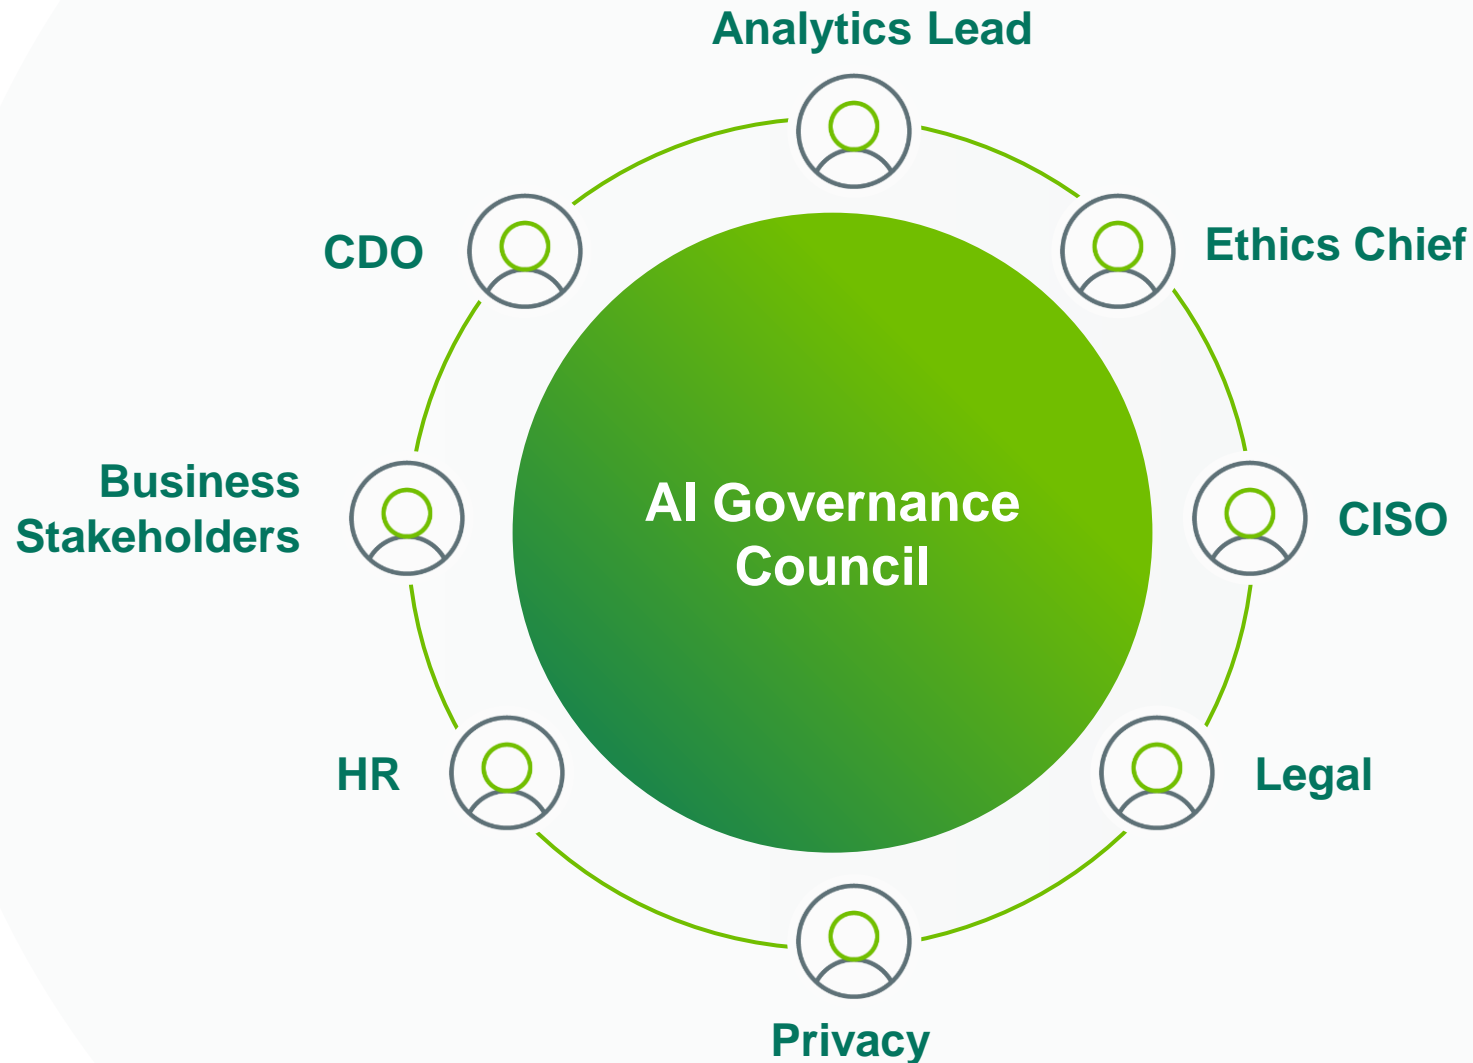 Analytics Lead
CDO
Ethics Chief
Business
Stakeholders
AI Governance
Council
CISO
HR
Legal
Privacy